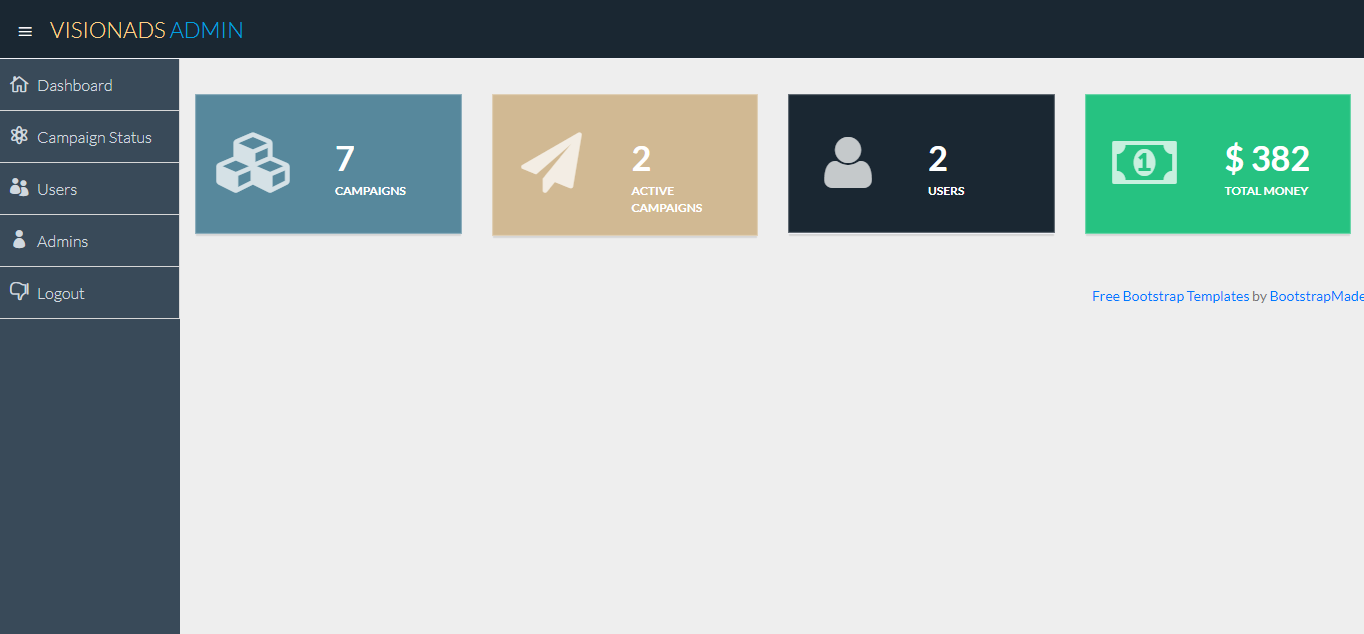 VISIONADS ADMIN
Dashboard
Campaign Status
Users
Admins
Logout
7
CAMPAIGNS
2
ACTIVE
CAMPAIGNS
2
USERS
1
$ 382
TOTAL MONEY
Free Bootstrap Templates by BootstrapMade